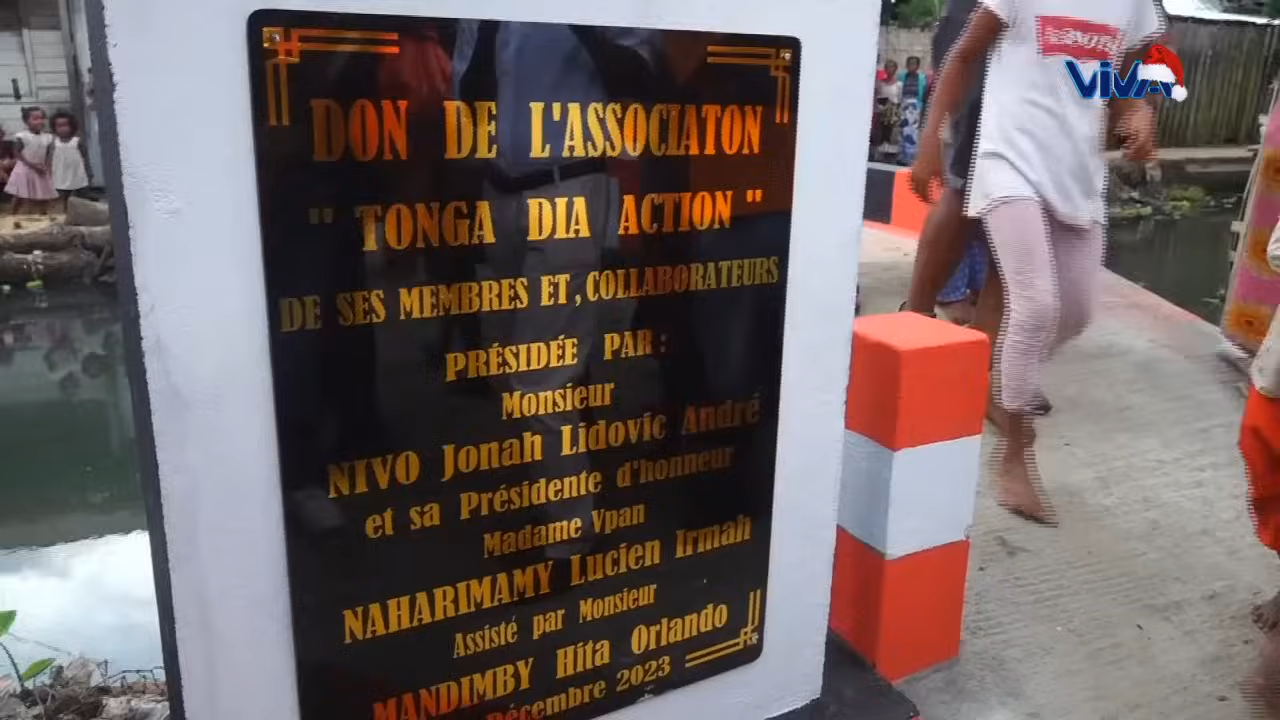 DON DE L'ASSOCIATON
" TONGA DIA ACTION "
DE SES MEMBRES ET , COLLABORATEURS
PRÉSIDÉE PAR :
Monsieur
NIVO Jonah Lidovic André
et sa Présidente d'honneur
Madame Vpan
NAHARIMAMY Lucien Irmah
Assisté par Monsieur
MANDIMBY Hita Orlando
Décembre 2023
VIVA